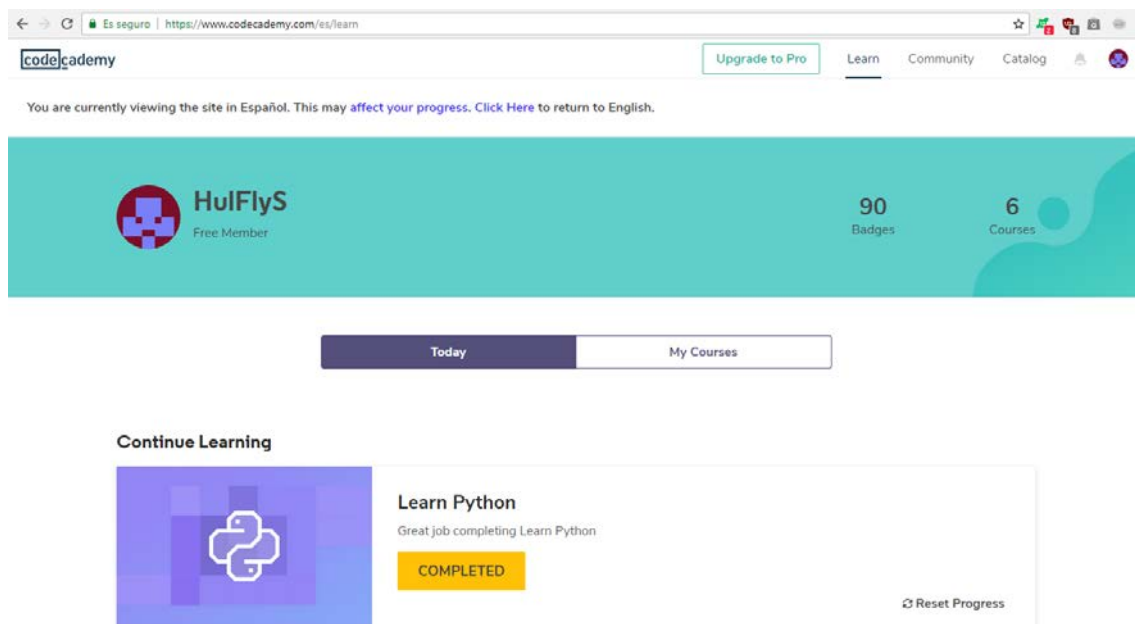 Es seguro | https://www.codecademy.com/es/learn
codecademy Upgrade to Pro Learn Community Catalog
You are currently viewing the site in Español. This may affect your progress. Click Here to return to English.
HulFlyS
Free Member
90
Badges
6
Courses
Today My Courses
Continue Learning
Learn Python
Great job completing Learn Python
COMPLETED
Reset Progress